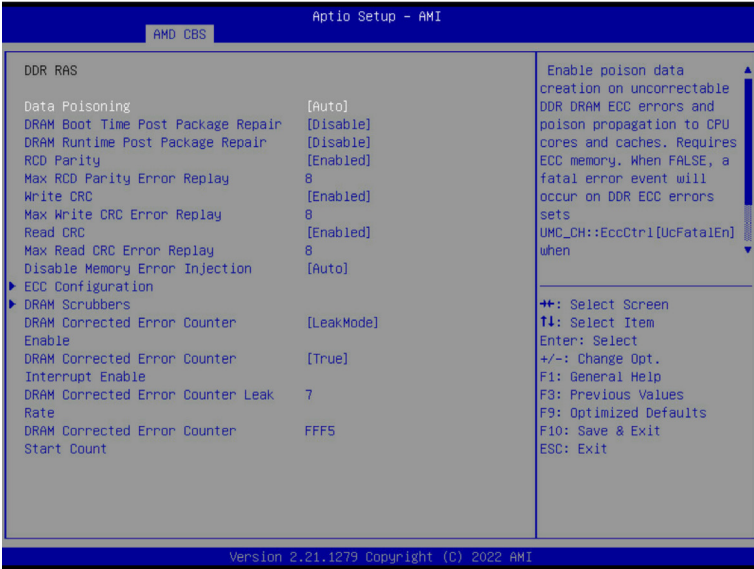 Aptio Setup - AMI
AMD CBS
DDR RAS
Data Poisoning [Auto]
DRAM Boot Time Post Package Repair [Disable]
DRAM Runtime Post Package Repair [Disable]
RCD Parity [Enabled]
Max RCD Parity Error Replay 8
Write CRC [Enabled]
Max Write CRC Error Replay 8
Read CRC [Enabled]
Max Read CRC Error Replay 8
Disable Memory Error Injection [Auto]
ECC Configuration
DRAM Scrubbers
DRAM Corrected Error Counter [LeakMode]
Enable
DRAM Corrected Error Counter [True]
Interrupt Enable
DRAM Corrected Error Counter Leak 7
Rate
DRAM Corrected Error Counter FFF5
Start Count
Enable poison data
creation on uncorrectable
DDR DRAM ECC errors and
poison propagation to CPU
cores and caches. Requires
ECC memory. When FALSE, a
fatal error event will
occur on DDR ECC errors
sets
UMC_CH::EccCtrl[UcFatalEn]
when
→←: Select Screen
↑↓: Select Item
Enter: Select
+/-: Change Opt.
F1: General Help
F3: Previous Values
F9: Optimized Defaults
F10: Save & Exit
ESC: Exit
Version 2.21.1279 Copyright (C) 2022 AMI